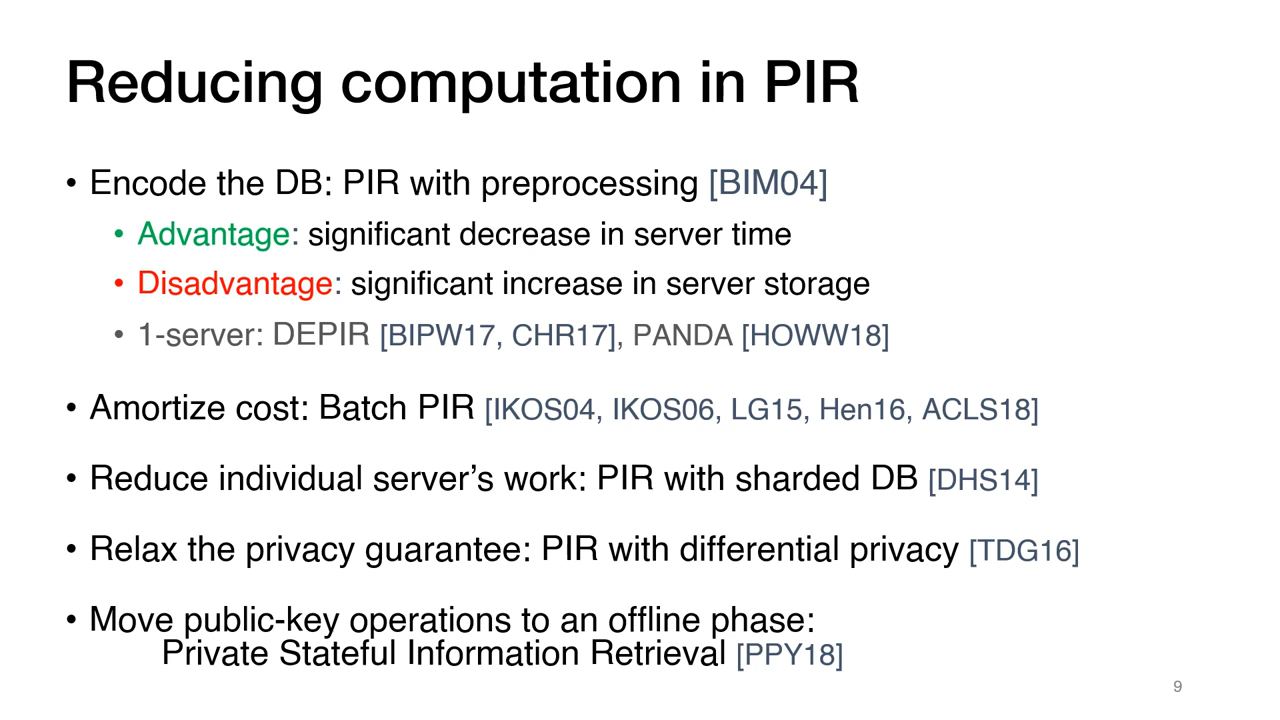 Reducing computation in PIR
• Encode the DB: PIR with preprocessing [BIM04]
• Advantage: significant decrease in server time
• Disadvantage: significant increase in server storage
• 1-server: DEPIR [BIPW17, CHR17], PANDA [HOWW18]
• Amortize cost: Batch PIR [IKOS04, IKOS06, LG15, Hen16, ACLS18]
• Reduce individual server’s work: PIR with sharded DB [DHS14]
• Relax the privacy guarantee: PIR with differential privacy [TDG16]
• Move public-key operations to an offline phase:
Private Stateful Information Retrieval [PPY18]
9